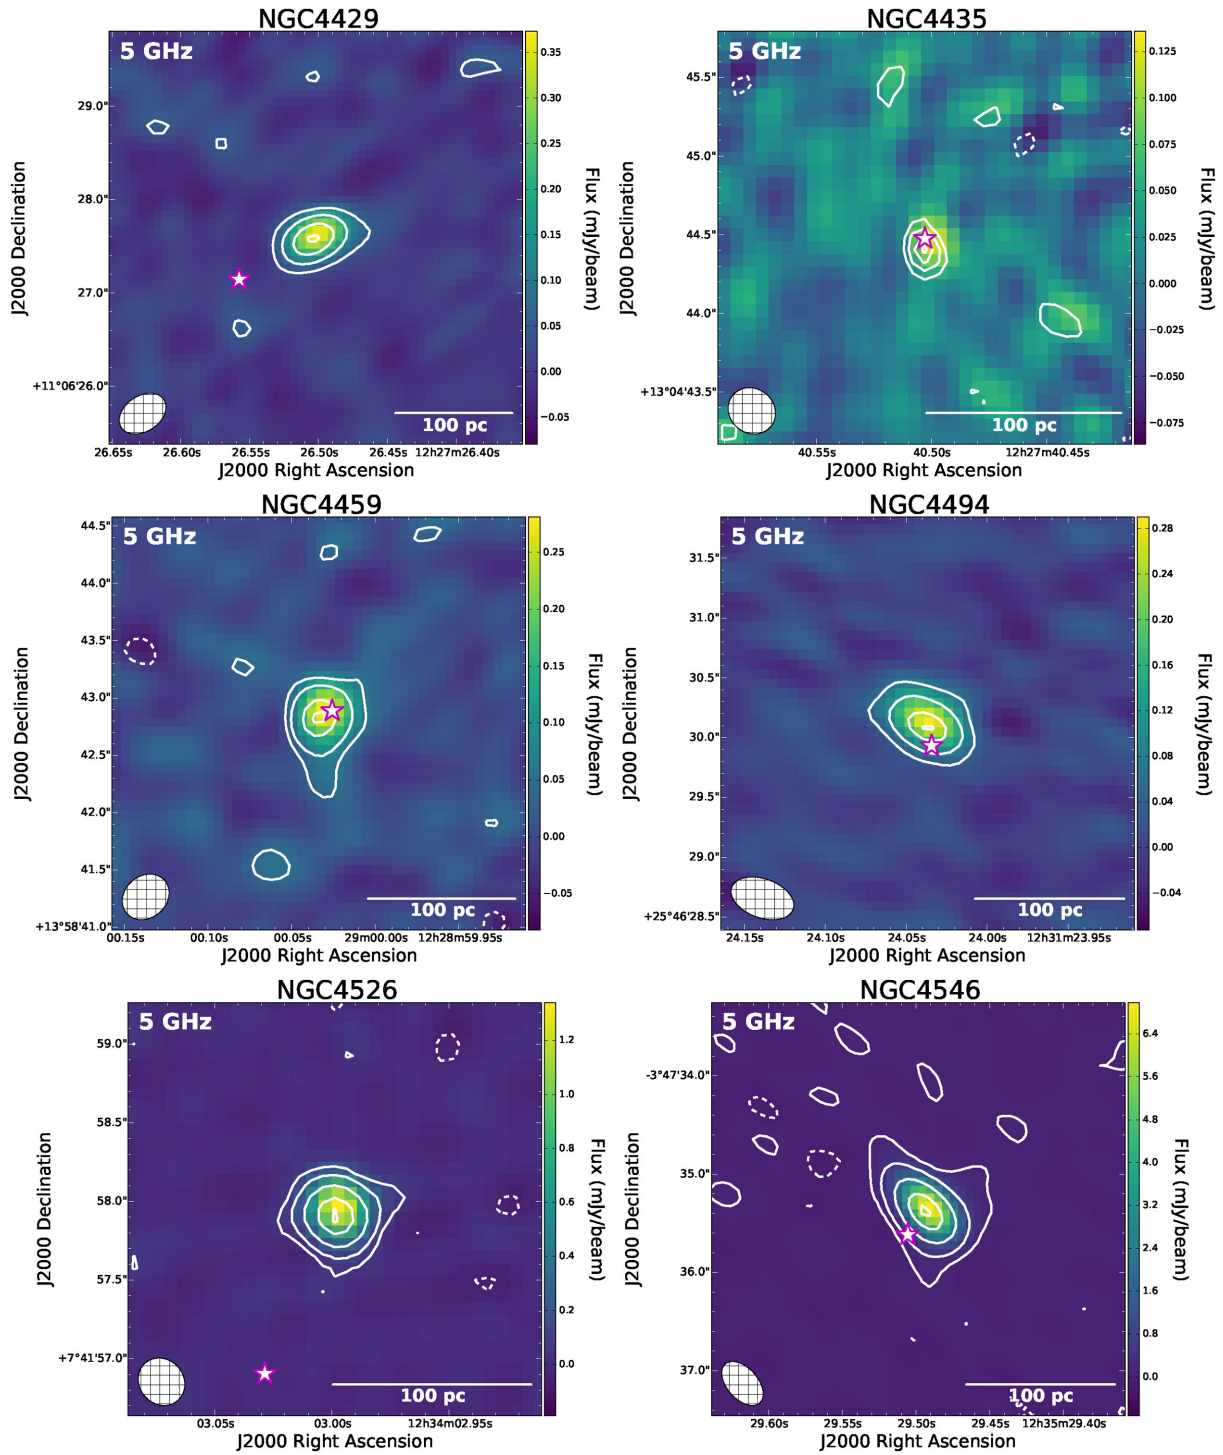 NGC4429
5 GHz
J2000 Declination
29.0"
28.0"
27.0"
+11°06'26.0"
100 pc
26.65s 26.60s 26.55s 26.50s 26.45s 12h27m26.40s
J2000 Right Ascension
0.35
0.30
0.25
0.20
0.15
0.10
0.05
0.00
−0.05
Flux (mJy/beam)
NGC4435
5 GHz
J2000 Declination
45.5"
45.0"
44.5"
44.0"
+13°04'43.5"
100 pc
40.55s 40.50s 12h27m40.45s
J2000 Right Ascension
0.125
0.100
0.075
0.050
0.025
0.000
−0.025
−0.050
−0.075
Flux (mJy/beam)
NGC4459
5 GHz
J2000 Declination
44.5"
44.0"
43.5"
43.0"
42.5"
42.0"
41.5"
+13°58'41.0"
100 pc
00.15s 00.10s 00.05s 29m00.00s 12h28m59.95s
J2000 Right Ascension
0.25
0.20
0.15
0.10
0.05
0.00
−0.05
Flux (mJy/beam)
NGC4494
5 GHz
J2000 Declination
31.5"
31.0"
30.5"
30.0"
29.5"
29.0"
+25°46'28.5"
100 pc
24.15s 24.10s 24.05s 24.00s 12h31m23.95s
J2000 Right Ascension
0.28
0.24
0.20
0.16
0.12
0.08
0.04
0.00
−0.04
Flux (mJy/beam)
NGC4526
5 GHz
J2000 Declination
59.0"
58.5"
58.0"
57.5"
+7°41'57.0"
100 pc
03.05s 03.00s 12h34m02.95s
J2000 Right Ascension
1.2
1.0
0.8
0.6
0.4
0.2
0.0
Flux (mJy/beam)
NGC4546
5 GHz
J2000 Declination
-3°47'34.0"
35.0"
36.0"
37.0"
100 pc
29.60s 29.55s 29.50s 29.45s 12h35m29.40s
J2000 Right Ascension
6.4
5.6
4.8
4.0
3.2
2.4
1.6
0.8
0.0
Flux (mJy/beam)